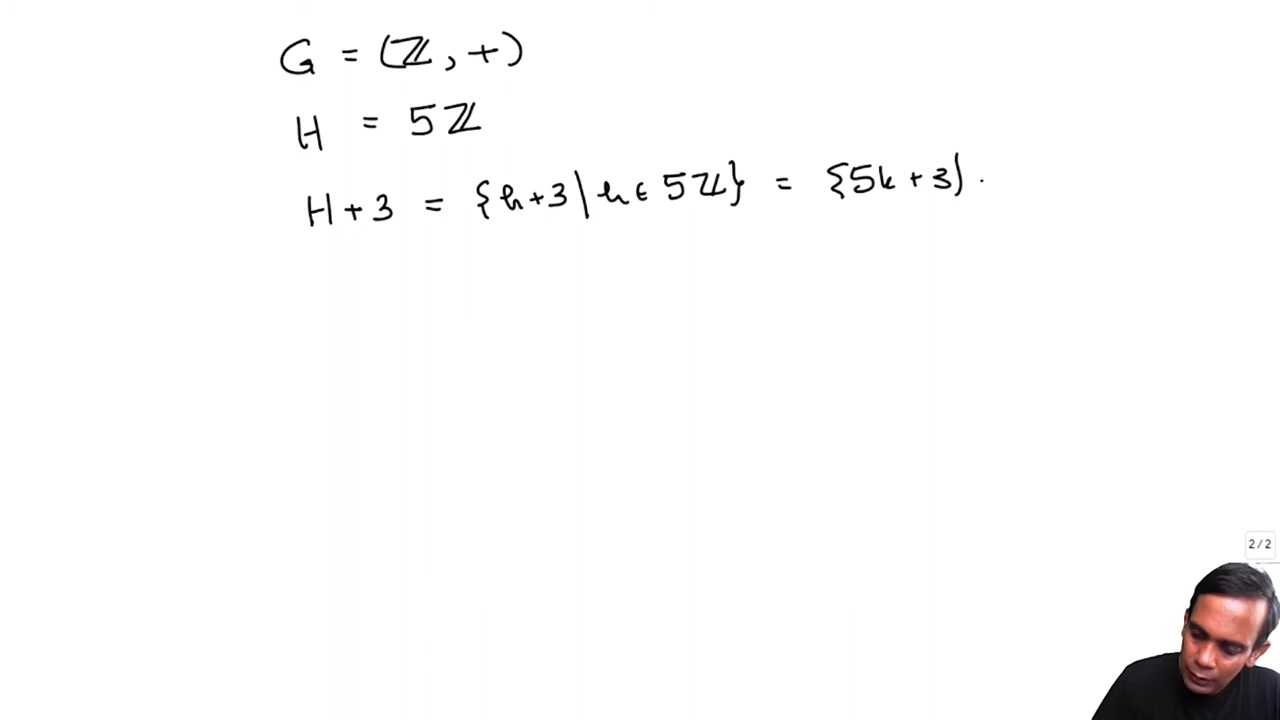 G = (ℤ, +)
H = 5ℤ
H + 3 = {h+3 | h ∈ 5ℤ} = {5k + 3) .
2 / 2